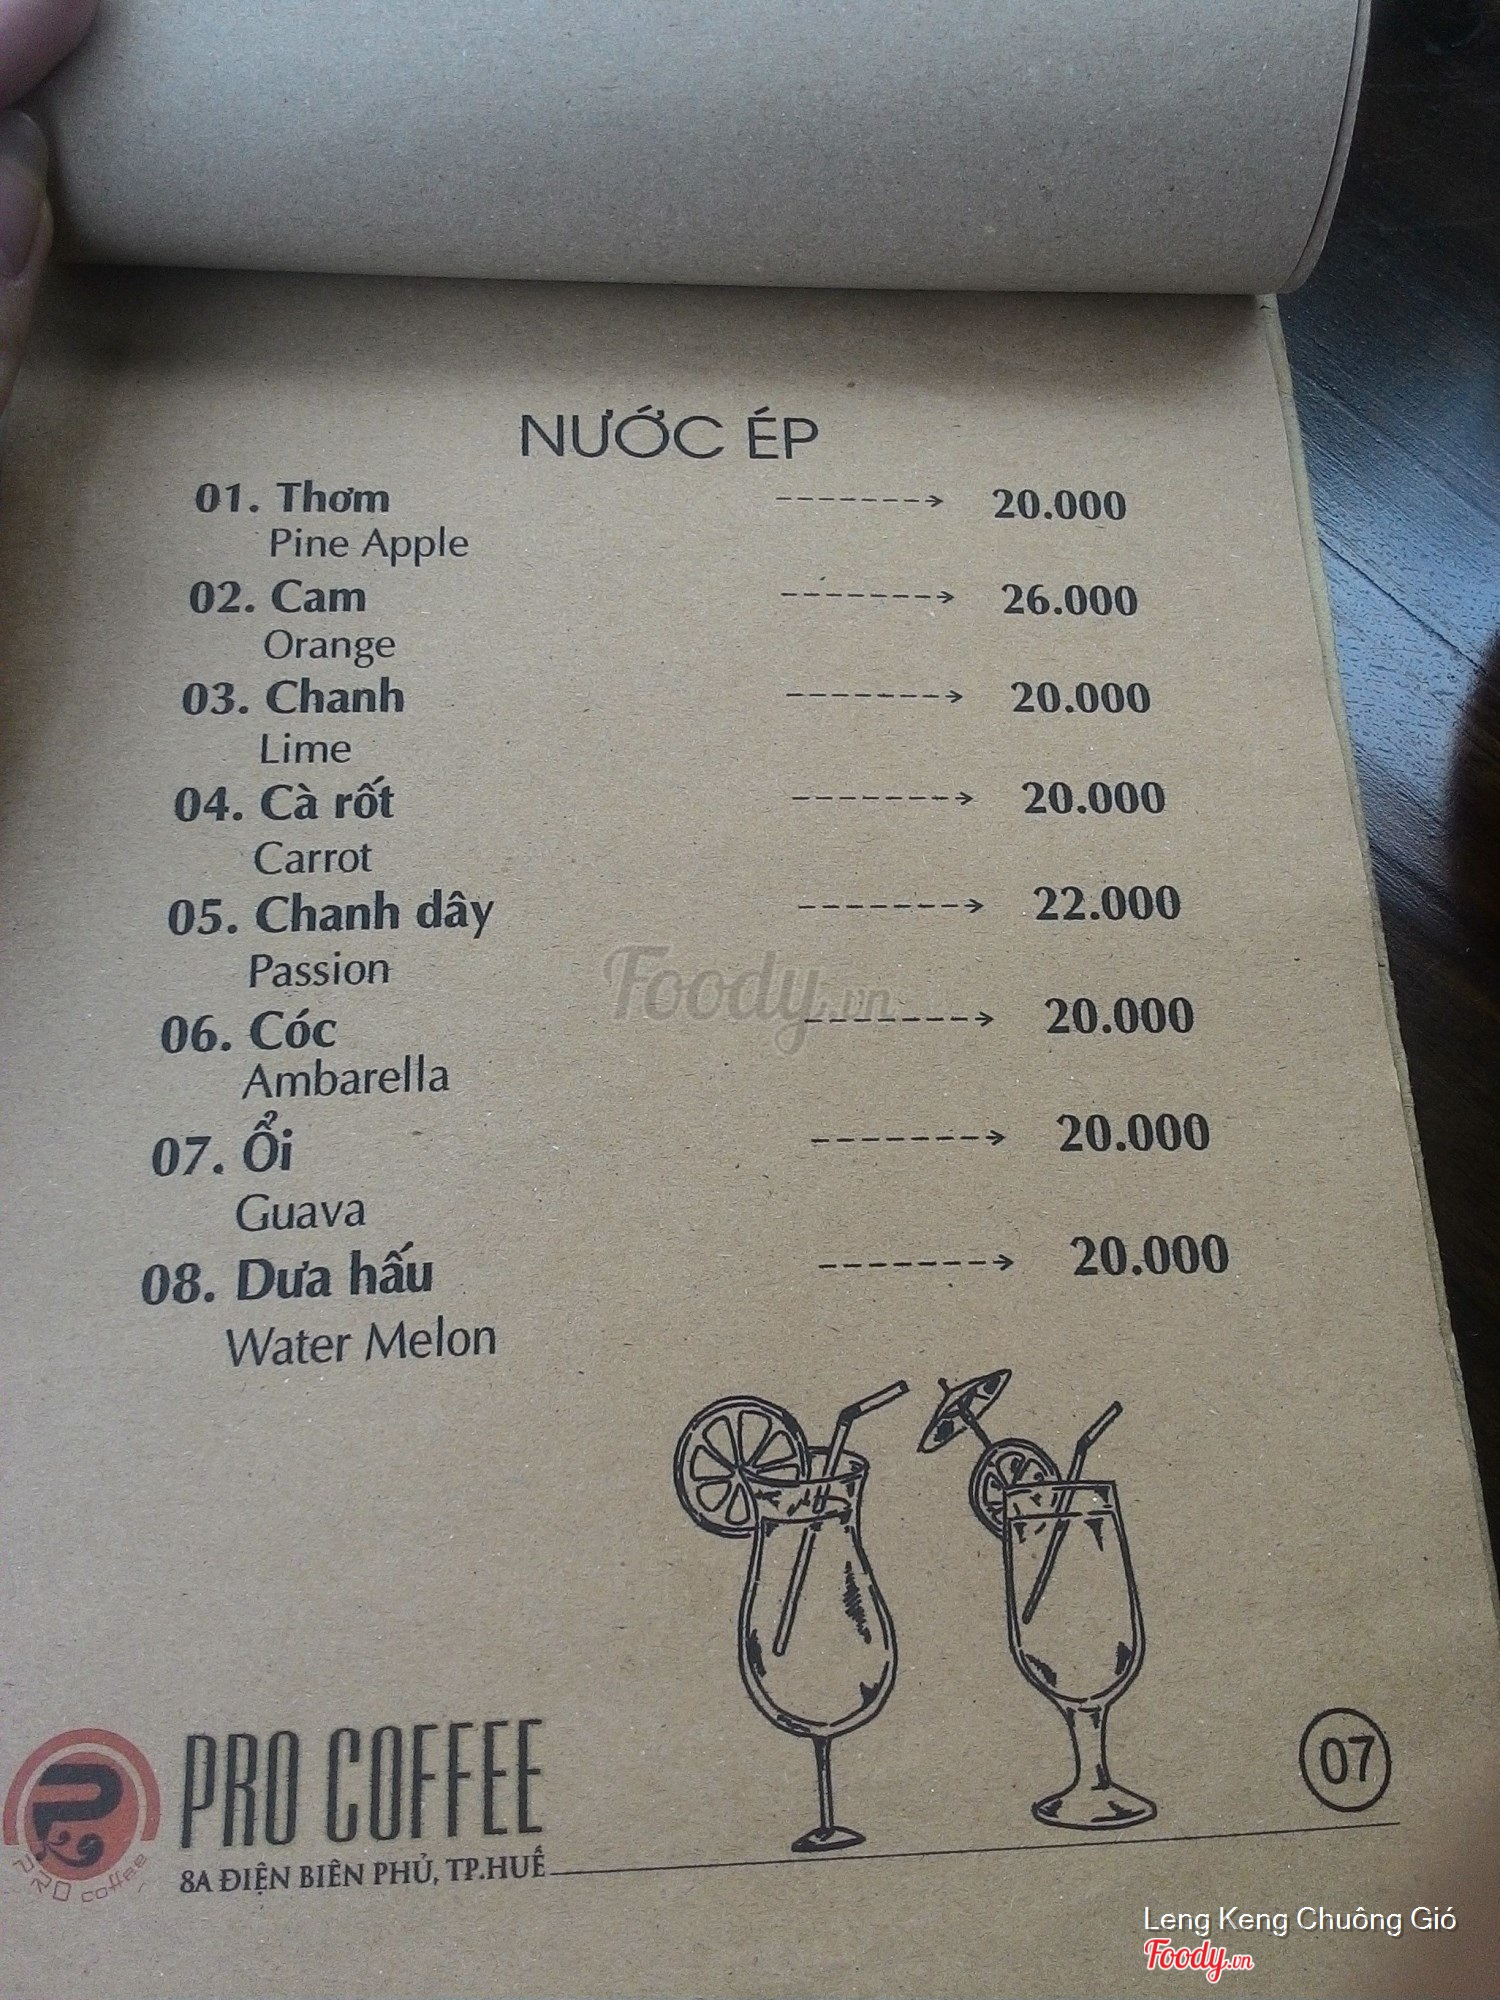 NƯỚC ÉP
01. Thơm 20.000
Pine Apple
02. Cam 26.000
Orange
03. Chanh 20.000
Lime
04. Cà rốt 20.000
Carrot
05. Chanh dây 22.000
Passion
Foody.vn
06. Cóc 20.000
Ambarella
07. Ổi 20.000
Guava
08. Dưa hấu 20.000
Water Melon
PRO COFFEE
07
PRO coffee
8A ĐIỆN BIÊN PHỦ, TP.HUẾ
Leng Keng Chuông Gió
Foody.vn